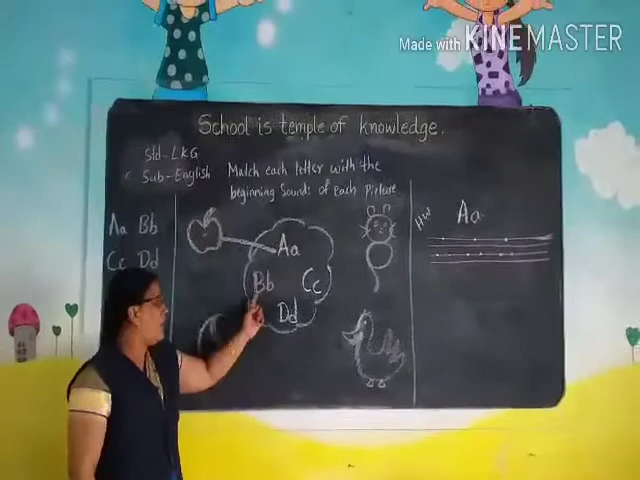 Made with KINEMASTER
School is temple of knowledge.
Std-LKG
Sub-English
Match each letter with the
beginning Sounds of Each Picture
Aa Bb
Cc Dd
Aa
Bb Cc
Dd
HW
Aa